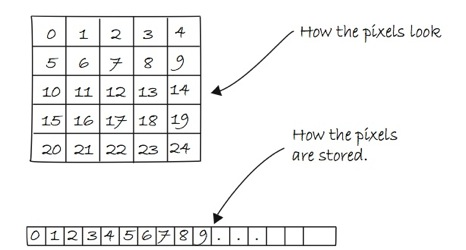 0 1 2 3 4
How the pixels look
5 6 7 8 9
10 11 12 13 14
15 16 17 18 19
20 21 22 23 24
How the pixels
are stored.
0 1 2 3 4 5 6 7 8 9 . . .